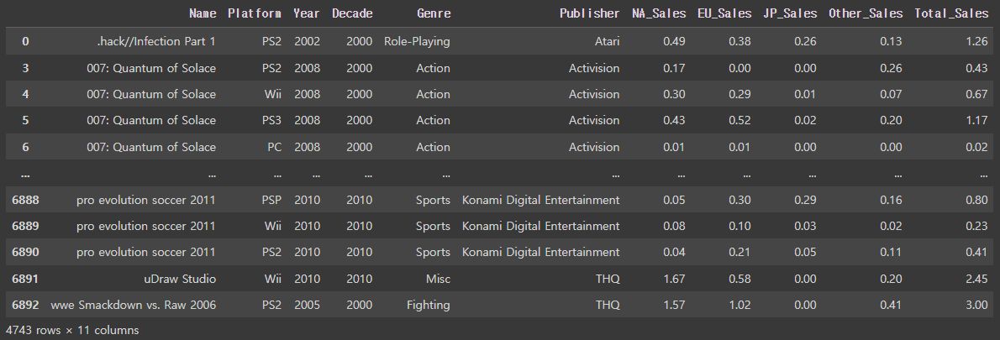 Name Platform Year Decade Genre Publisher NA_Sales EU_Sales JP_Sales Other_Sales Total_Sales
0 .hack//Infection Part 1 PS2 2002 2000 Role-Playing Atari 0.49 0.38 0.26 0.13 1.26
3 007: Quantum of Solace PS2 2008 2000 Action Activision 0.17 0.00 0.00 0.26 0.43
4 007: Quantum of Solace Wii 2008 2000 Action Activision 0.30 0.29 0.01 0.07 0.67
5 007: Quantum of Solace PS3 2008 2000 Action Activision 0.43 0.52 0.02 0.20 1.17
6 007: Quantum of Solace PC 2008 2000 Action Activision 0.01 0.01 0.00 0.00 0.02
... ... ... ... ... ... ... ... ... ... ... ...
6888 pro evolution soccer 2011 PSP 2010 2010 Sports Konami Digital Entertainment 0.05 0.30 0.29 0.16 0.80
6889 pro evolution soccer 2011 Wii 2010 2010 Sports Konami Digital Entertainment 0.08 0.10 0.03 0.02 0.23
6890 pro evolution soccer 2011 PS2 2010 2010 Sports Konami Digital Entertainment 0.04 0.21 0.05 0.11 0.41
6891 uDraw Studio Wii 2010 2010 Misc THQ 1.67 0.58 0.00 0.20 2.45
6892 wwe Smackdown vs. Raw 2006 PS2 2005 2000 Fighting THQ 1.57 1.02 0.00 0.41 3.00
4743 rows × 11 columns